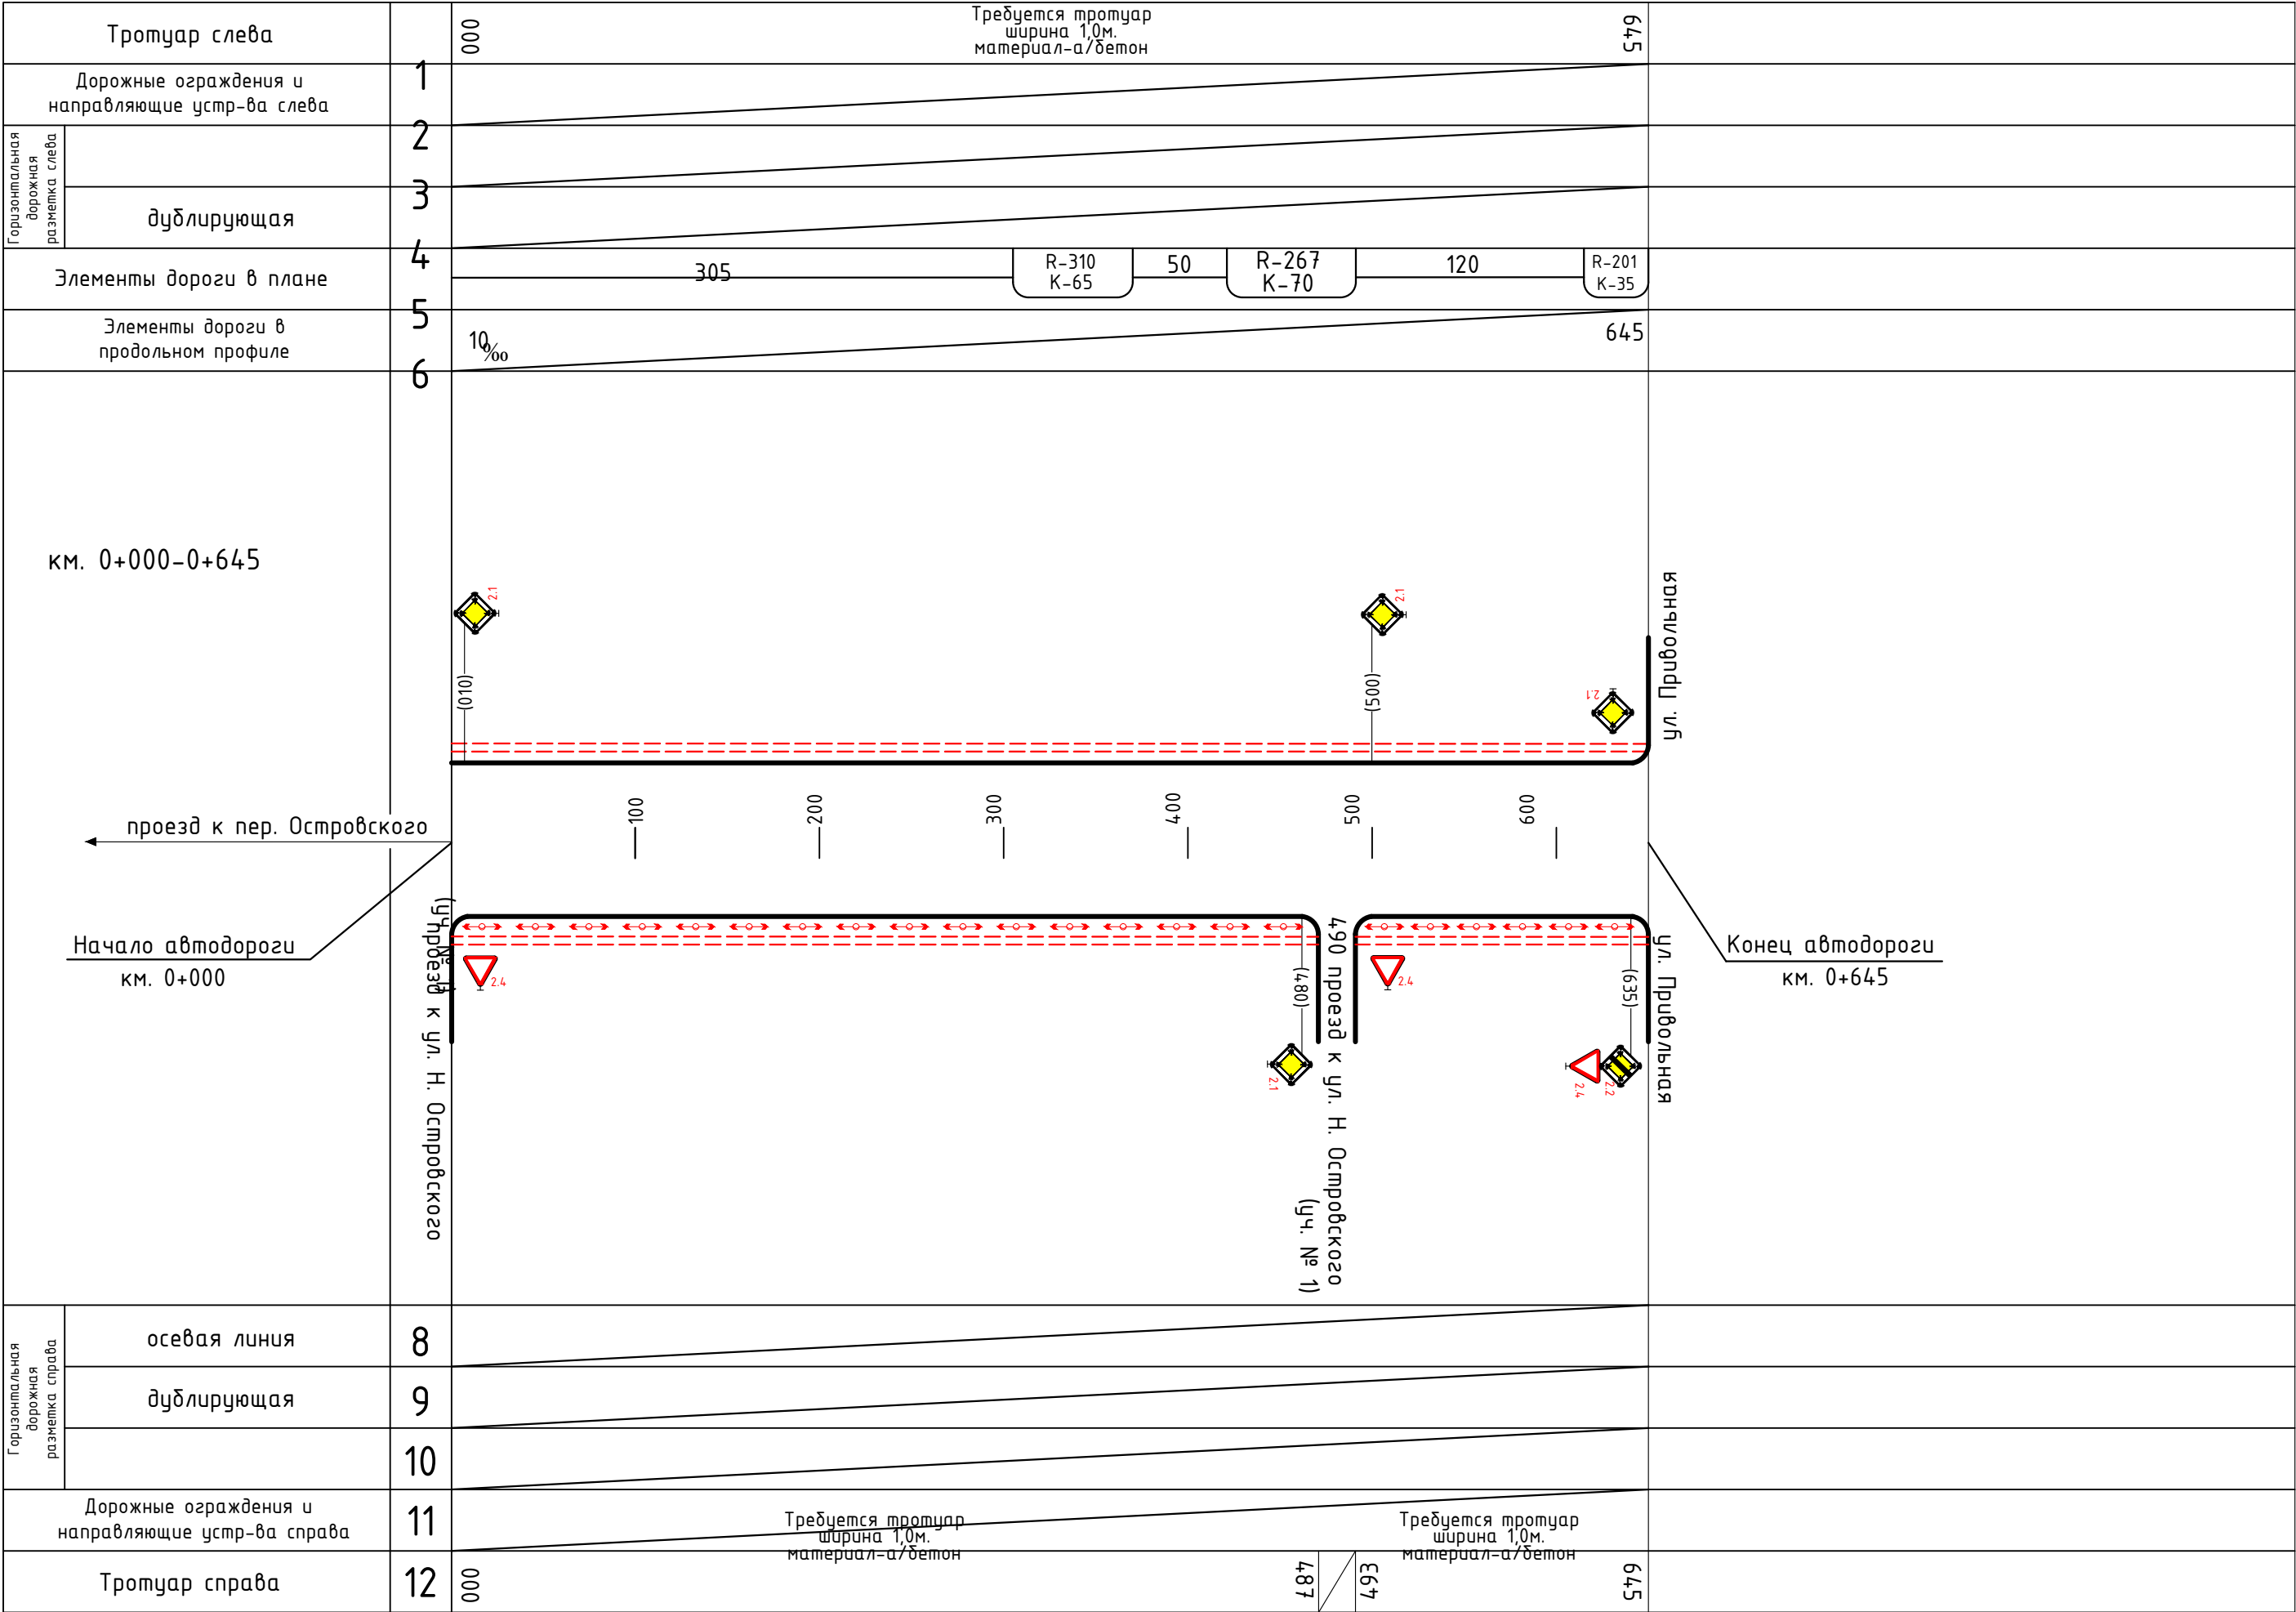 Тротуар слева
000
Требуется тротуар
ширина 1,0м.
материал-а/бетон
645
1
Дорожные ограждения и
направляющие устр-ва слева
2
Горизонтальная
дорожная
разметка слева
3
дублирующая
4
Элементы дороги в плане
305
R-310
К-65
50
R-267
К-70
120
R-201
К-35
5
Элементы дороги в
продольном профиле
10‰
645
6
км. 0+000-0+645
2.1
(010)
2.1
(500)
2.1
ул. Привольная
проезд к пер. Островского
100
200
300
400
500
600
Начало автодороги
км. 0+000
(уч. № 1)
проезд к ул. Н. Островского
2.4
(480)
2.1
490 проезд к ул. Н. Островского
(уч. № 1)
2.4
(635)
2.4
2.2
ул. Привольная
Конец автодороги
км. 0+645
Горизонтальная
дорожная
разметка справа
осевая линия
8
дублирующая
9
10
Дорожные ограждения и
направляющие устр-ва справа
11
Требуется тротуар
ширина 1,0м.
материал-а/бетон
Требуется тротуар
ширина 1,0м.
материал-а/бетон
Тротуар справа
12
000
487
493
645